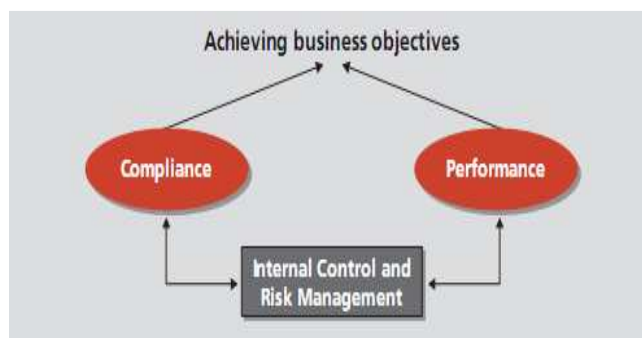 Achieving business objectives
Compliance
Performance
Internal Control and
Risk Management